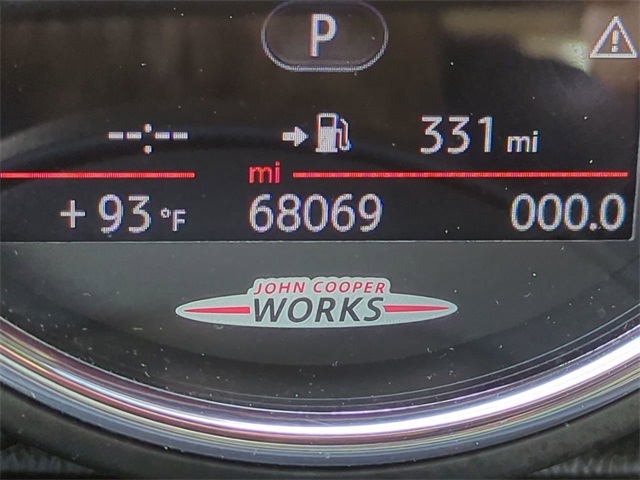 P
--:-- 331 mi
mi
+93 °F 68069 000.0
JOHN COOPER
WORKS